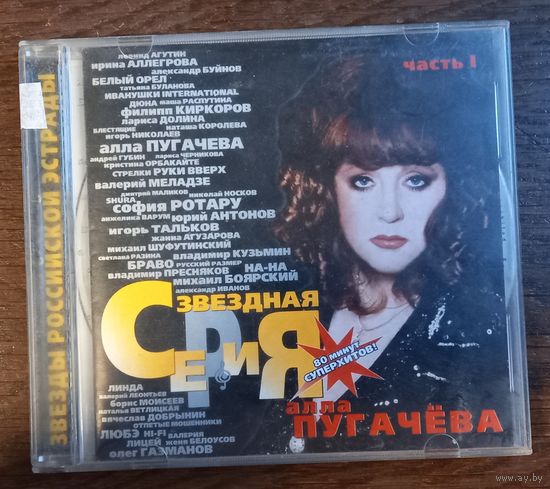 ЗВЕЗДЫ РОССИЙСКОЙ ЭСТРАДЫ
леонид АГУТИН
ирина АЛЛЕГРОВА
александр БУЙНОВ
БЕЛЫЙ ОРЕЛ
татьяна БУЛАНОВА
ИВАНУШКИ INTERNATIONAL
ДЮНА маша РАСПУТИНА
филипп КИРКОРОВ
лариса ДОЛИНА
БЛЕСТЯЩИЕ наташа КОРОЛЕВА
игорь НИКОЛАЕВ
алла ПУГАЧЕВА
андрей ГУБИН лариса ЧЕРНИКОВА
кристина ОРБАКАЙТЕ
СТРЕЛКИ РУКИ ВВЕРХ
валерий МЕЛАДЗЕ
дмитрий МАЛИКОВ николай НОСКОВ
SHURA
СОФИЯ РОТАРУ
анжелика ВАРУМ юрий АНТОНОВ
игорь ТАЛЬКОВ
жанна АГУЗАРОВА
михаил ШУФУТИНСКИЙ
светлана РАЗИНА владимир КУЗЬМИН
БРАВО РУССКИЙ РАЗМЕР
владимир ПРЕСНЯКОВ НА-НА
михаил БОЯРСКИЙ
александр ИВАНОВ
часть I
ЗВЕЗДНАЯ
СЕРИЯ
80 МИНУТ
СУПЕРХИТОВ!
алла
ПУГАЧЁВА
ЛИНДА
валерий ЛЕОНТЬЕВ
борис МОИСЕЕВ
наталья ВЕТЛИЦКАЯ
вячеслав ДОБРЫНИН
ОТПЕТЫЕ МОШЕННИКИ
ЛЮБЭ HI-FI ВАЛЕРИЯ
ЛИЦЕЙ женя БЕЛОУСОВ
олег ГАЗМАНОВ
www.ay.by